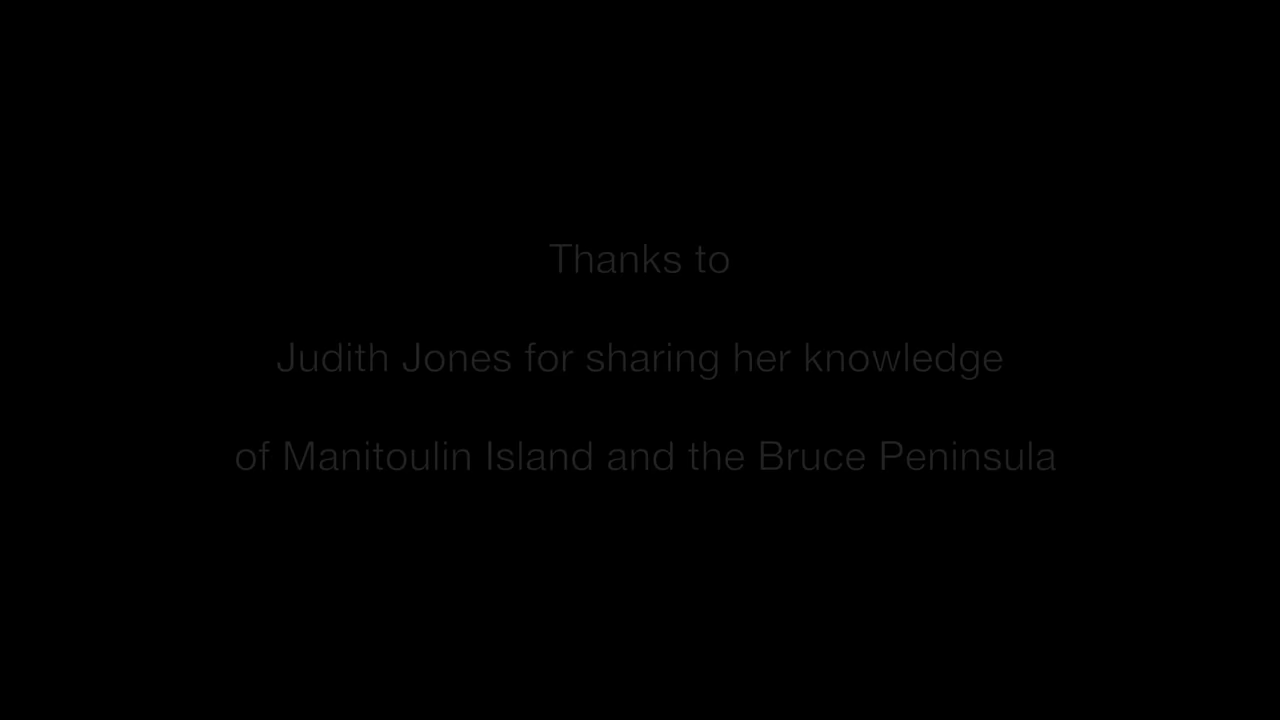 Thanks to
Judith Jones for sharing her knowledge
of Manitoulin Island and the Bruce Peninsula